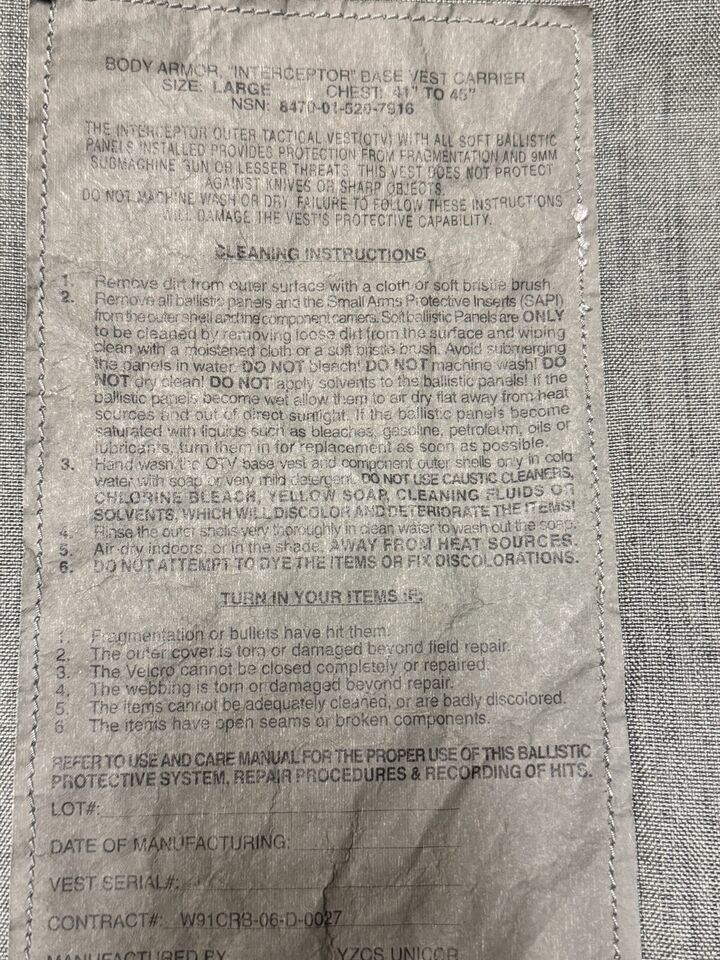 BODY ARMOR, "INTERCEPTOR" BASE VEST CARRIER
SIZE: LARGE CHEST: 41" TO 45"
NSN: 8470-01-529-7916
THE INTERCEPTOR OUTER TACTICAL VEST(OTV) WITH ALL SOFT BALLISTIC
PANELS INSTALLED PROVIDES PROTECTION FROM FRAGMENTATION AND 9MM
SUBMACHINE GUN OR LESSER THREATS. THIS VEST DOES NOT PROTECT
AGAINST KNIVES OR SHARP OBJECTS.
DO NOT MACHINE WASH OR DRY. FAILURE TO FOLLOW THESE INSTRUCTIONS
WILL DAMAGE THE VEST'S PROTECTIVE CAPABILITY.
CLEANING INSTRUCTIONS
1. Remove dirt from outer surface with a cloth or soft bristle brush.
2. Remove all ballistic panels and the Small Arms Protective Inserts (SAPI)
from the outer shell and the component carriers. Soft ballistic Panels are ONLY
to be cleaned by removing loose dirt from the surface and wiping
clean with a moistened cloth or a soft bristle brush. Avoid submerging
the panels in water. DO NOT bleach! DO NOT machine wash! DO
NOT dry clean! DO NOT apply solvents to the ballistic panels! If the
ballistic panels become wet allow them to air dry flat away from heat
sources and out of direct sunlight. If the ballistic panels become
saturated with liquids such as bleaches, gasoline, petroleum, oils or
lubricants, turn them in for replacement as soon as possible.
3. Hand wash the OTV base vest and component outer shells only in cold
water with soap or very mild detergent. DO NOT USE CAUSTIC CLEANERS,
CHLORINE BLEACH, YELLOW SOAP, CLEANING FLUIDS OR
SOLVENTS, WHICH WILL DISCOLOR AND DETERIORATE THE ITEMS!
4. Rinse the outer shells very thoroughly in clean water to wash out the soap.
5. Air dry indoors, or in the shade, AWAY FROM HEAT SOURCES.
6. DO NOT ATTEMPT TO DYE THE ITEMS OR FIX DISCOLORATIONS.
TURN IN YOUR ITEMS IF:
1. Fragmentation or bullets have hit them.
2. The outer cover is torn or damaged beyond field repair.
3. The Velcro cannot be closed completely or repaired.
4. The webbing is torn or damaged beyond repair.
5. The items cannot be adequately cleaned, or are badly discolored.
6 The items have open seams or broken components.
REFER TO USE AND CARE MANUAL FOR THE PROPER USE OF THIS BALLISTIC
PROTECTIVE SYSTEM, REPAIR PROCEDURES & RECORDING OF HITS.
LOT#:
DATE OF MANUFACTURING:
VEST SERIAL#:
CONTRACT#: W91CRB-06-D-0027
MANUFACTURED BY YZCS UNICOR